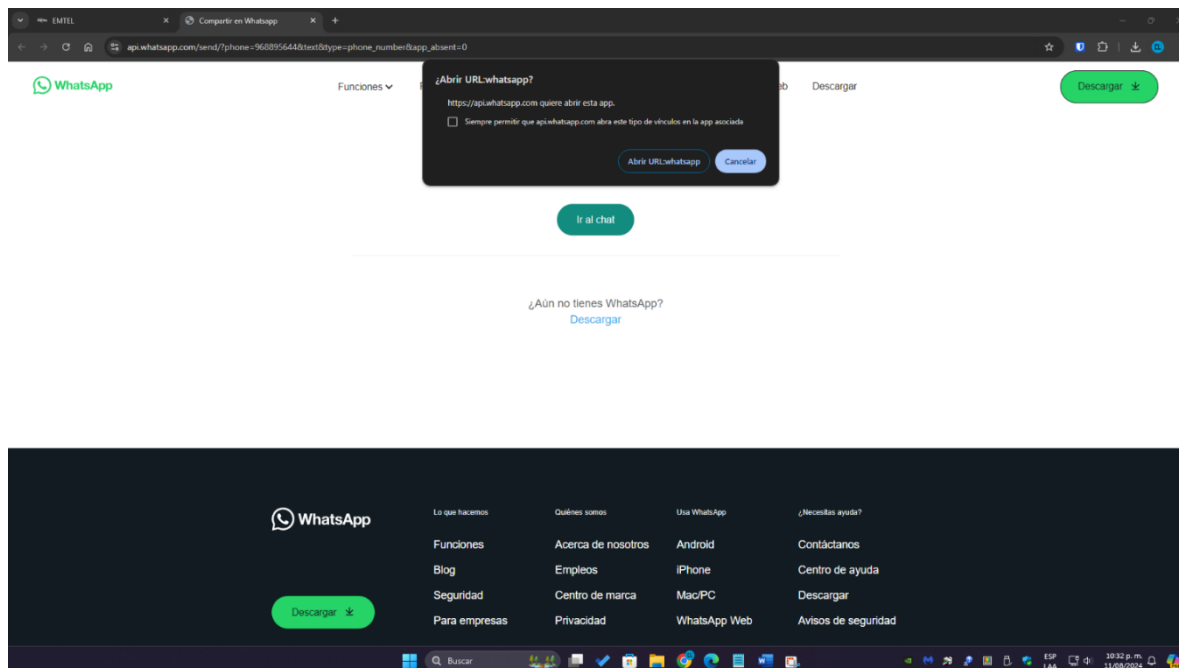 EMTEL
Compartir en Whatsapp
api.whatsapp.com/send/?phone=968895644&text&type=phone_number&app_absent=0
WhatsApp
Funciones
Descargar
Descargar
¿Abrir URL:whatsapp?
https://api.whatsapp.com quiere abrir esta app.
Siempre permitir que api.whatsapp.com abra este tipo de vínculos en la app asociada
Abrir URL:whatsapp Cancelar
Ir al chat
¿Aún no tienes WhatsApp?
Descargar
WhatsApp
Descargar
Lo que hacemos
Funciones
Blog
Seguridad
Para empresas
Quiénes somos
Acerca de nosotros
Empleos
Centro de marca
Privacidad
Usa WhatsApp
Android
iPhone
Mac/PC
WhatsApp Web
¿Necesitas ayuda?
Contáctanos
Centro de ayuda
Descargar
Avisos de seguridad
Buscar
ESP
LAA
10:32 p. m.
11/08/2024